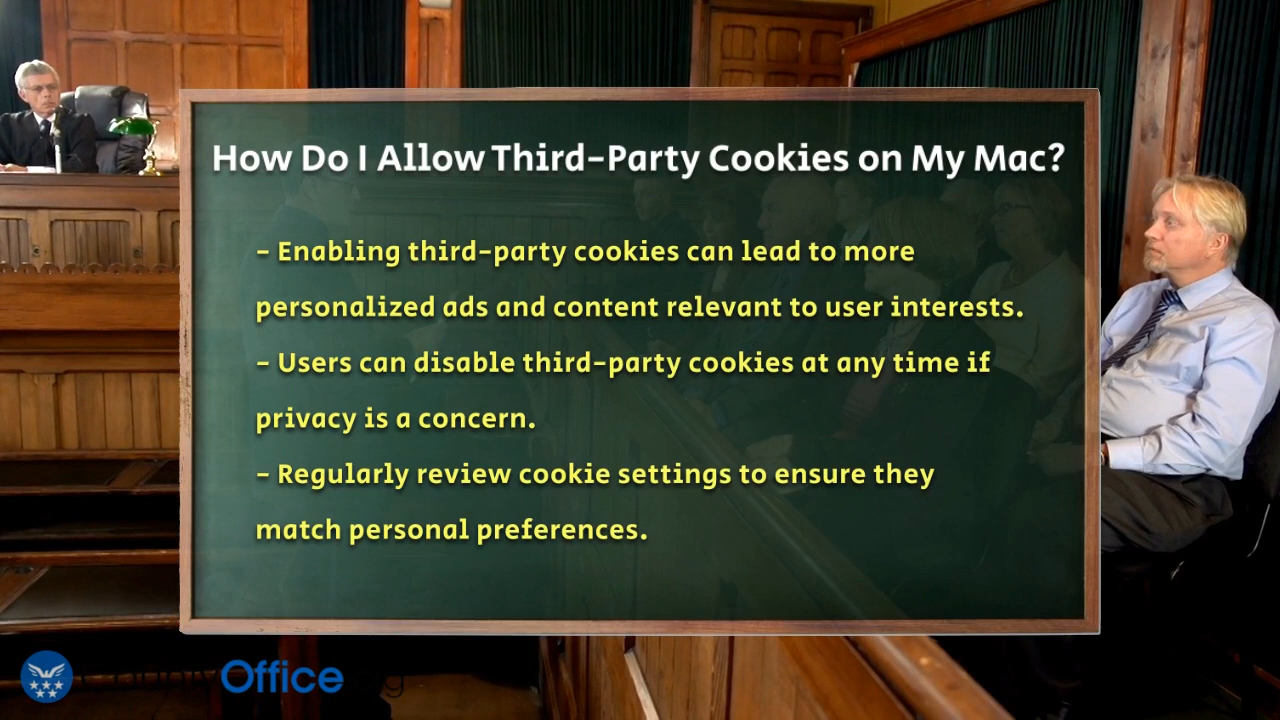 How Do I Allow Third-Party Cookies on My Mac?
- Enabling third-party cookies can lead to more
personalized ads and content relevant to user interests.
- Users can disable third-party cookies at any time if
privacy is a concern.
- Regularly review cookie settings to ensure they
match personal preferences.
CountyOffice.org